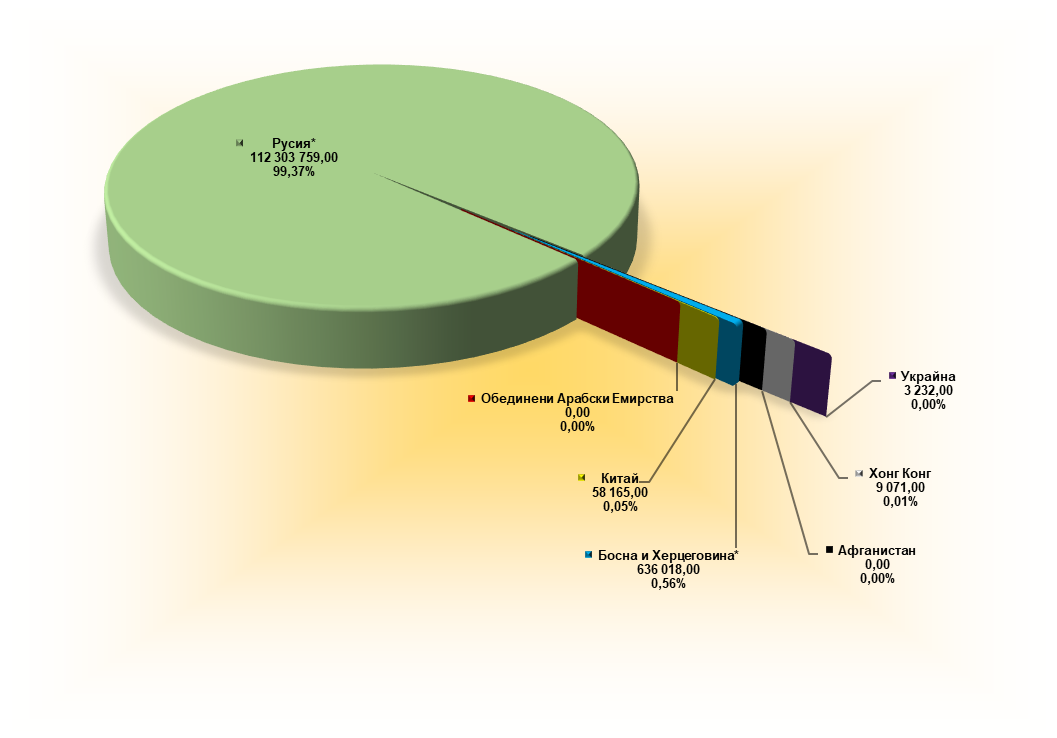 Русия*
112 303 759,00
99,37%
Украйна
3 232,00
0,00%
Обединени Арабски Емирства
0,00
0,00%
Хонг Конг
9 071,00
0,01%
Китай
58 165,00
0,05%
Афганистан
0,00
0,00%
Босна и Херцеговина*
636 018,00
0,56%